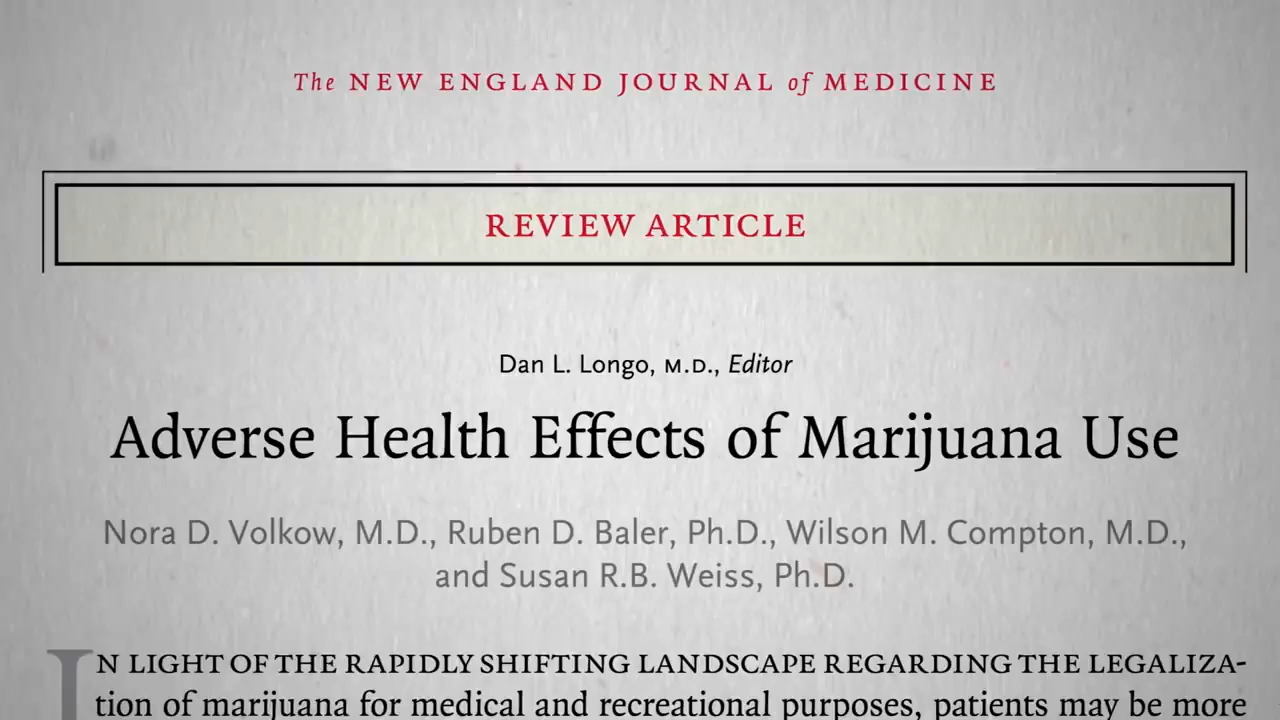 The NEW ENGLAND JOURNAL of MEDICINE
REVIEW ARTICLE
Dan L. Longo, M.D., Editor
Adverse Health Effects of Marijuana Use
Nora D. Volkow, M.D., Ruben D. Baler, Ph.D., Wilson M. Compton, M.D.,
and Susan R.B. Weiss, Ph.D.
IN LIGHT OF THE RAPIDLY SHIFTING LANDSCAPE REGARDING THE LEGALIZA-
tion of marijuana for medical and recreational purposes, patients may be more